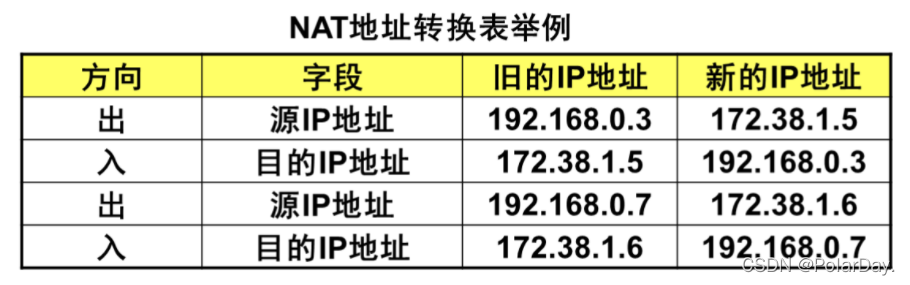 NAT地址转换表举例
方向 字段 旧的IP地址 新的IP地址
出 源IP地址 192.168.0.3 172.38.1.5
入 目的IP地址 172.38.1.5 192.168.0.3
出 源IP地址 192.168.0.7 172.38.1.6
入 目的IP地址 172.38.1.6 192.168.0.7
CSDN @PolarDay.